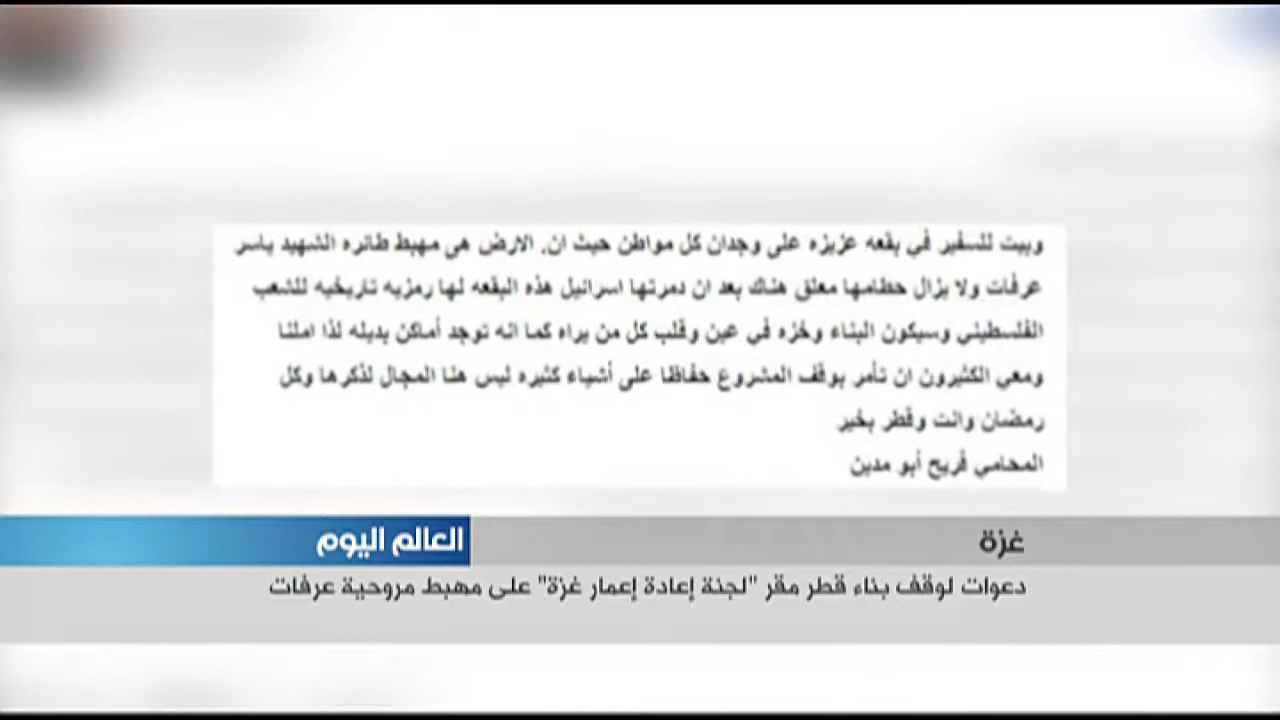 وبيت للسفير في بقعه عزيزه على وجدان كل مواطن حيث ان. الارض هي مهبط طائره الشهيد ياسر
عرفات ولا يزال حطامها معلق هناك بعد ان دمرتها اسرائيل هذه البقعه لها رمزيه تاريخيه للشعب
الفلسطيني وسيكون البناء وخزه في عين وقلب كل من يراه كما انه توجد أماكن بديله لذا املنا
ومعي الكثيرون ان تأمر بوقف المشروع حفاظا على أشياء كثيره ليس هنا المجال لذكرها وكل
رمضان وانت وقطر بخير
المحامي فريح أبو مدين
غزة
العالم اليوم
دعوات لوقف بناء قطر مقر "لجنة إعادة إعمار غزة" على مهبط مروحية عرفات